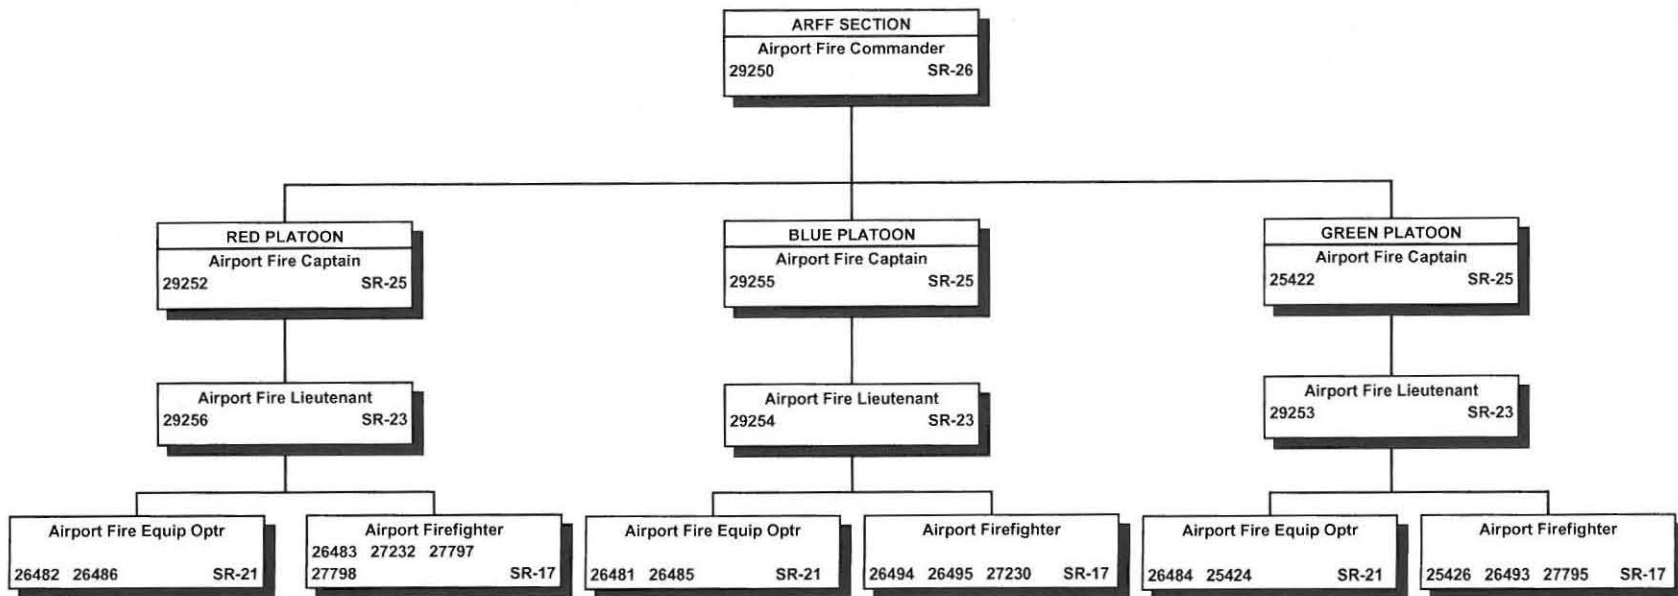 ARFF SECTION
Airport Fire Commander
29250 SR-26
RED PLATOON
Airport Fire Captain
29252 SR-25
BLUE PLATOON
Airport Fire Captain
29255 SR-25
GREEN PLATOON
Airport Fire Captain
25422 SR-25
Airport Fire Lieutenant
29256 SR-23
Airport Fire Lieutenant
29254 SR-23
Airport Fire Lieutenant
29253 SR-23
Airport Fire Equip Optr
26482 26486 SR-21
Airport Firefighter
26483 27232 27797
27798 SR-17
Airport Fire Equip Optr
26481 26485 SR-21
Airport Firefighter
26494 26495 27230 SR-17
Airport Fire Equip Optr
26484 25424 SR-21
Airport Firefighter
25426 26493 27795 SR-17